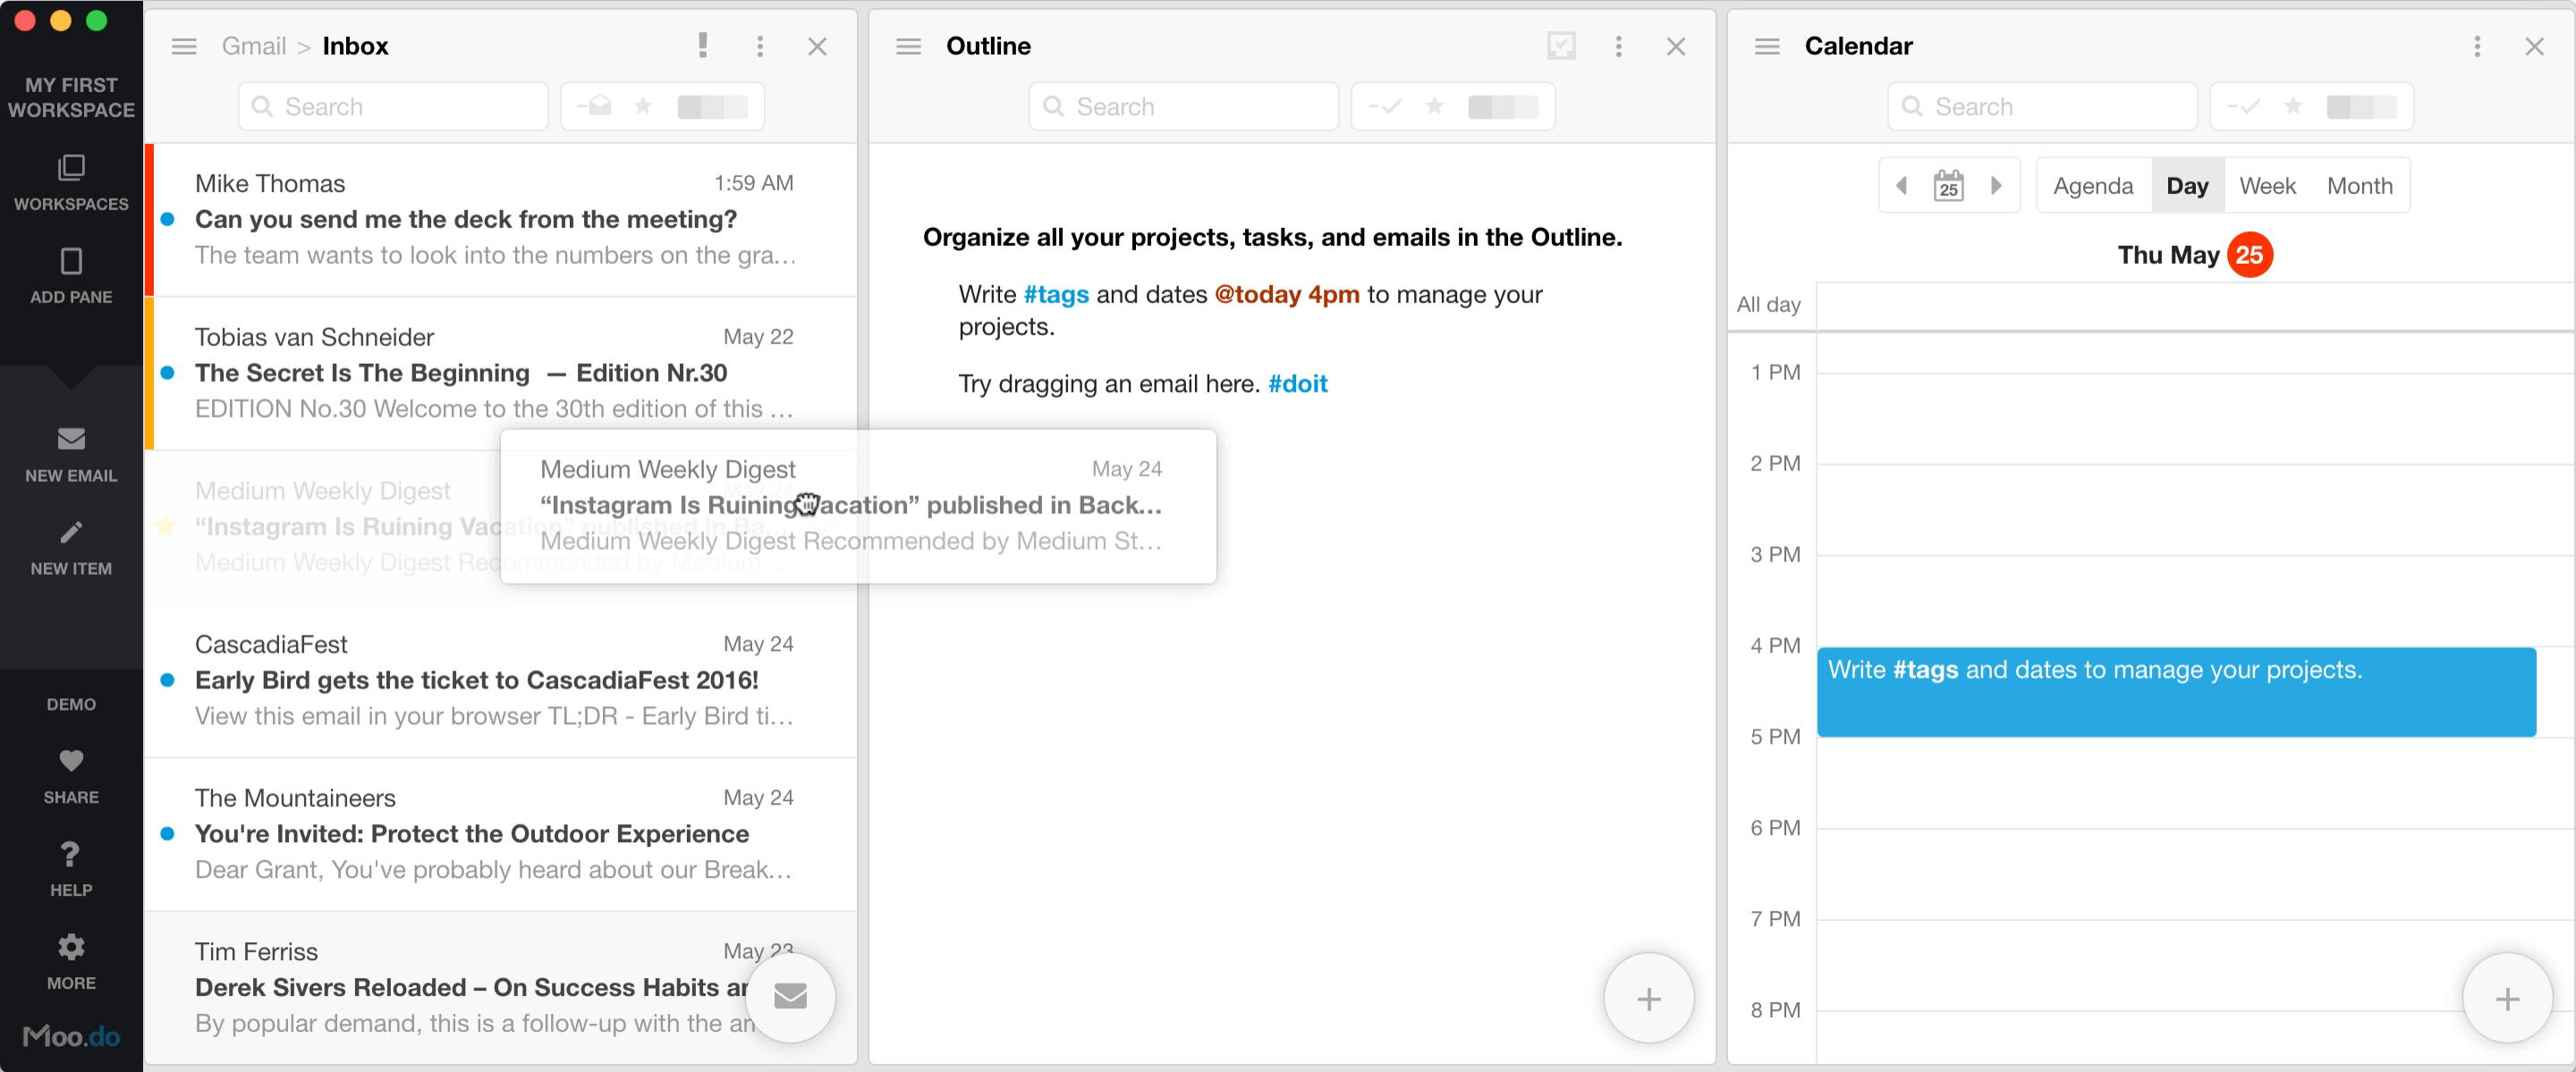 MY FIRST
WORKSPACE
WORKSPACES
ADD PANE
NEW EMAIL
NEW ITEM
DEMO
SHARE
HELP
MORE
Moo.do
Gmail > Inbox
Search
Mike Thomas 1:59 AM
Can you send me the deck from the meeting?
The team wants to look into the numbers on the gra...
Tobias van Schneider May 22
The Secret Is The Beginning — Edition Nr.30
EDITION No.30 Welcome to the 30th edition of this ...
Medium Weekly Digest May 24
“Instagram Is Ruining Vacation” published in Ba...
Medium Weekly Digest Recommended by Medium ...
Medium Weekly Digest May 24
“Instagram Is Ruining Vacation” published in Back...
Medium Weekly Digest Recommended by Medium St...
CascadiaFest May 24
Early Bird gets the ticket to CascadiaFest 2016!
View this email in your browser TL;DR - Early Bird ti...
The Mountaineers May 24
You're Invited: Protect the Outdoor Experience
Dear Grant, You've probably heard about our Break...
Tim Ferriss May 23
Derek Sivers Reloaded – On Success Habits
By popular demand, this is a follow-up with the
Outline
Search
Organize all your projects, tasks, and emails in the Outline.
Write #tags and dates @today 4pm to manage your
projects.
Try dragging an email here. #doit
Calendar
Search
25 Agenda Day Week Month
Thu May 25
All day
1 PM
2 PM
3 PM
4 PM
Write #tags and dates to manage your projects.
5 PM
6 PM
7 PM
8 PM